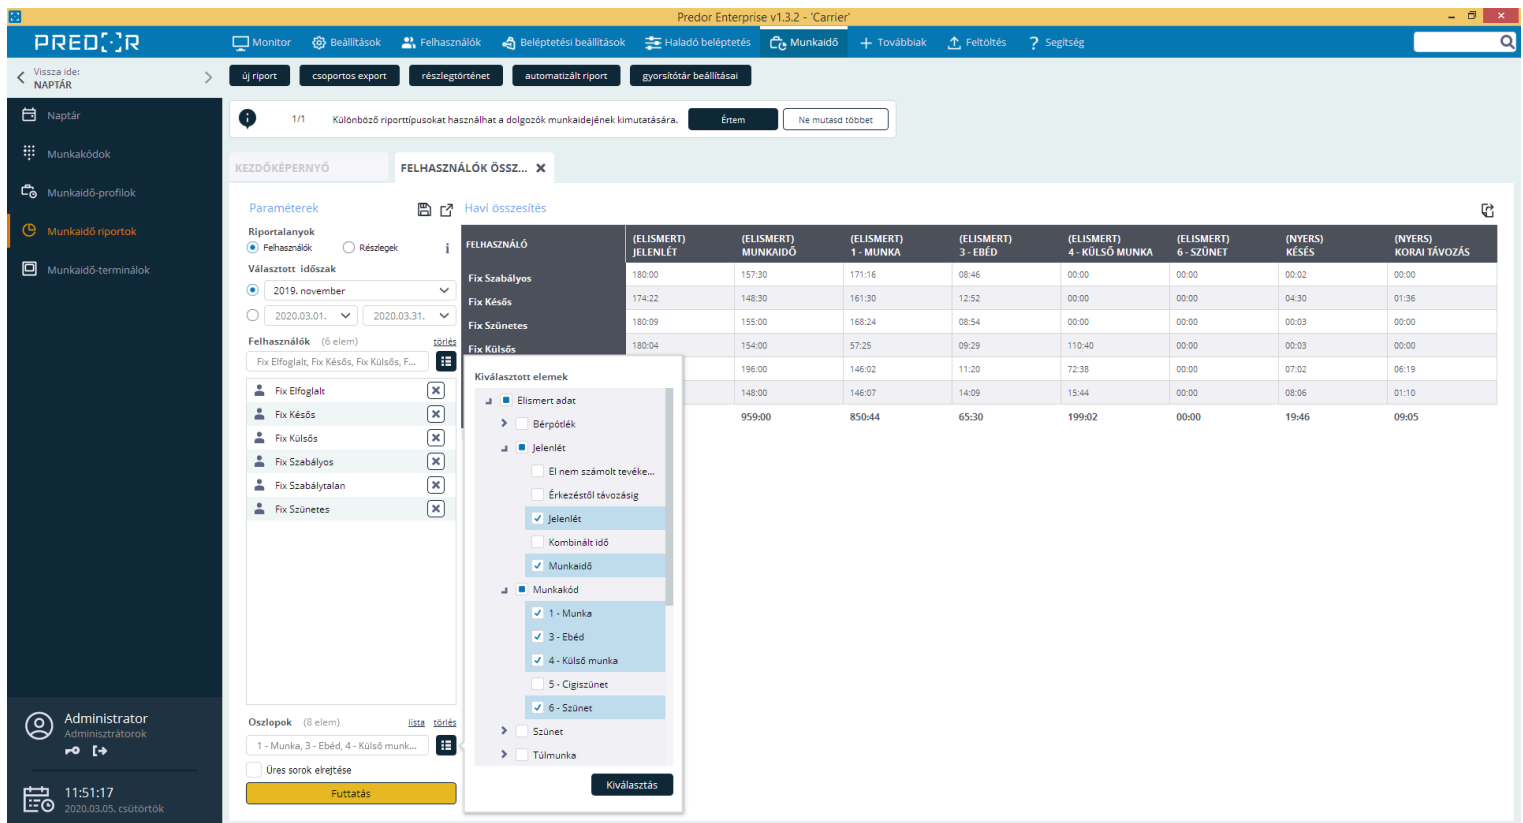 Predor Enterprise v1.3.2 - 'Carrier'
PREDOR
Monitor Beállítások Felhasználók Beléptetési beállítások Haladó beléptetés Munkaidő Továbbiak Feltöltés Segítség
Vissza ide:
NAPTÁR
új riport csoportos export részlegtörténet automatizált riport gyorsítótár beállításai
Naptár
Munkakódok
Munkaidő-profilok
Munkaidő riportok
Munkaidő-terminálok
1/1 Különböző riporttípusokat használhat a dolgozók munkaidejének kimutatására. Értem Ne mutasd többet
KEZDŐKÉPERNYŐ FELHASZNÁLÓK ÖSSZ...
Paraméterek
Riportalanyok
Felhasználók Részlegek
Választott időszak
2019. november
2020.03.01. 2020.03.31.
Felhasználók (6 elem) törlés
Fix Elfoglalt, Fix Késős, Fix Külsős, F...
Fix Elfoglalt
Fix Késős
Fix Külsős
Fix Szabályos
Fix Szabálytalan
Fix Szünetes
Oszlopok (8 elem) lista törlés
1 - Munka, 3 - Ebéd, 4 - Külső munk...
Üres sorok elrejtése
Futtatás
Havi összesítés
FELHASZNÁLÓ (ELISMERT) JELENLÉT (ELISMERT) MUNKAIDŐ (ELISMERT) 1 - MUNKA (ELISMERT) 3 - EBÉD (ELISMERT) 4 - KÜLSŐ MUNKA (ELISMERT) 6 - SZÜNET (NYERS) KÉSÉS (NYERS) KORAI TÁVOZÁS
Fix Szabályos 180:00 157:30 171:16 08:46 00:00 00:00 00:02 00:00
Fix Késős 174:22 148:30 161:30 12:52 00:00 00:00 04:30 01:36
Fix Szünetes 180:09 155:00 168:24 08:54 00:00 00:00 00:03 00:00
Fix Külsős 180:04 154:00 57:25 09:29 110:40 00:00 00:03 00:00
196:00 146:02 11:20 72:38 00:00 07:02 06:19
148:00 146:07 14:09 15:44 00:00 08:06 01:10
959:00 850:44 65:30 199:02 00:00 19:46 09:05
Kiválasztott elemek
Elismert adat
Bérpótlék
Jelenlét
El nem számolt tevéke...
Érkezéstől távozásig
Jelenlét
Kombinált idő
Munkaidő
Munkakód
1 - Munka
3 - Ebéd
4 - Külső munka
5 - Cigiszünet
6 - Szünet
Szünet
Túlmunka
Kiválasztás
Administrator
Adminisztrátorok
11:51:17
2020.03.05. csütörtök